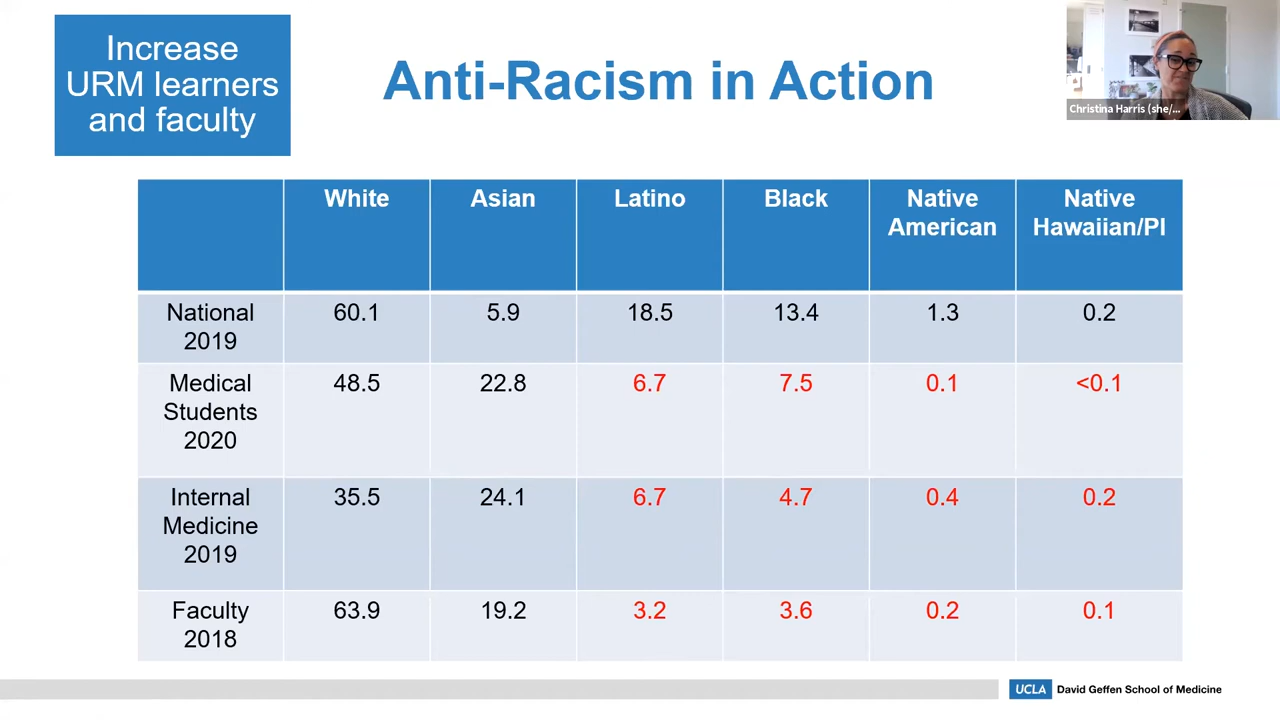 Increase
URM learners
and faculty
Anti-Racism in Action
Christina Harris (she/...
White Asian Latino Black Native American Native Hawaiian/PI
National 2019 60.1 5.9 18.5 13.4 1.3 0.2
Medical Students 2020 48.5 22.8 6.7 7.5 0.1 <0.1
Internal Medicine 2019 35.5 24.1 6.7 4.7 0.4 0.2
Faculty 2018 63.9 19.2 3.2 3.6 0.2 0.1
UCLA David Geffen School of Medicine